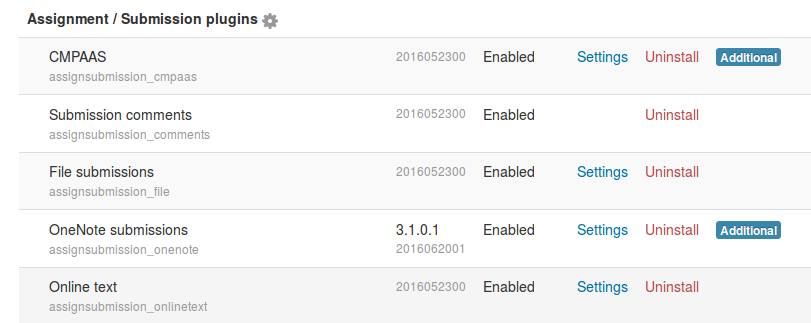 Assignment / Submission plugins
CMPAAS 2016052300 Enabled Settings Uninstall Additional
assignsubmission_cmpaas
Submission comments 2016052300 Enabled Uninstall
assignsubmission_comments
File submissions 2016052300 Enabled Settings Uninstall
assignsubmission_file
OneNote submissions 3.1.0.1 Enabled Settings Uninstall Additional
assignsubmission_onenote 2016062001
Online text 2016052300 Enabled Settings Uninstall
assignsubmission_onlinetext